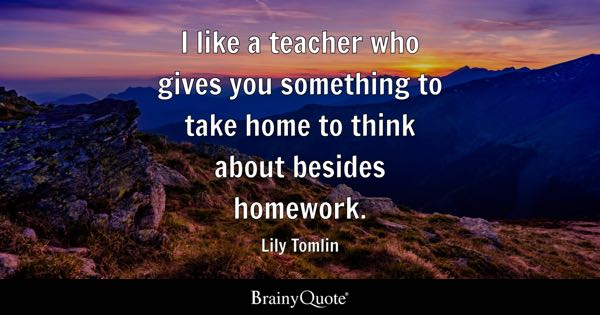 I like a teacher who
gives you something to
take home to think
about besides
homework.
Lily Tomlin
BrainyQuote®